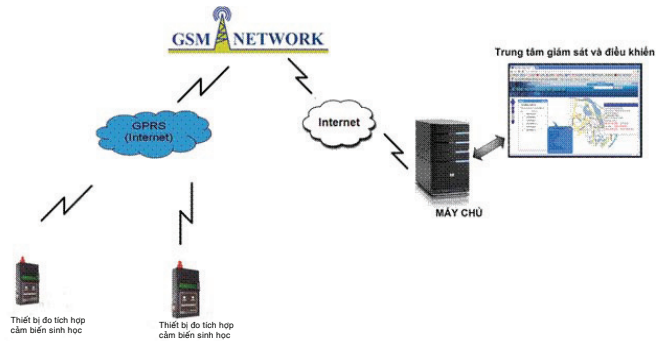 GSM NETWORK
Trung tâm giám sát và điều khiển
GPRS
(Internet)
Internet
MÁY CHỦ
Thiết bị đo tích hợp
cảm biến sinh học
Thiết bị đo tích hợp
cảm biến sinh học